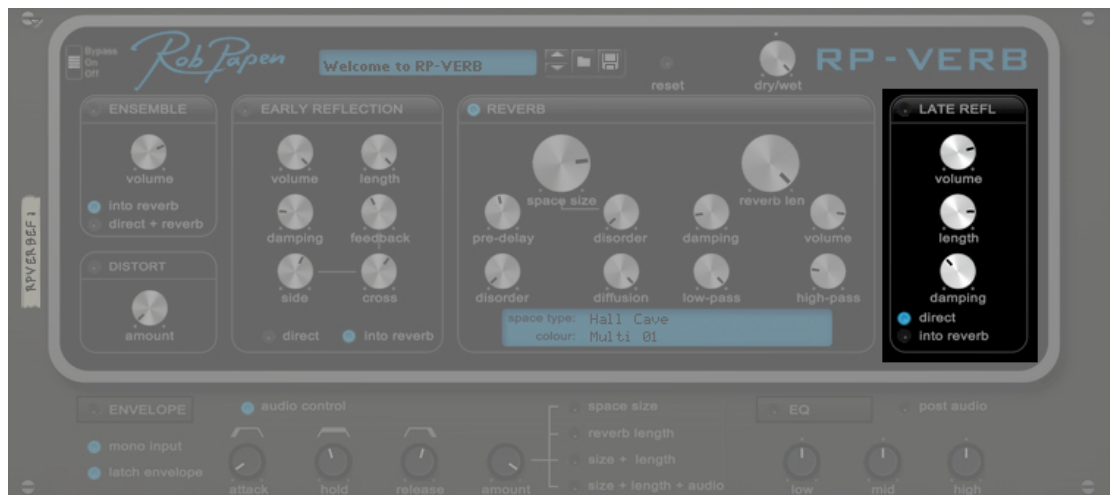 Bypass
On
Off
Rob Papen
Welcome to RP-VERB
reset
dry/wet
RP-VERB
ENSEMBLE
volume
into reverb
direct + reverb
DISTORT
amount
EARLY REFLECTION
volume length
damping feedback
side cross
direct into reverb
REVERB
space size reverb len
pre-delay disorder damping volume
disorder diffusion low-pass high-pass
space type: Hall Cave
colour: Multi 01
LATE REFL
volume
length
damping
direct
into reverb
RPVERBEF 1
ENVELOPE
mono input
latch envelope
audio control
attack hold release amount
space size
reverb length
size + length
size + length + audio
EQ
post audio
low mid high